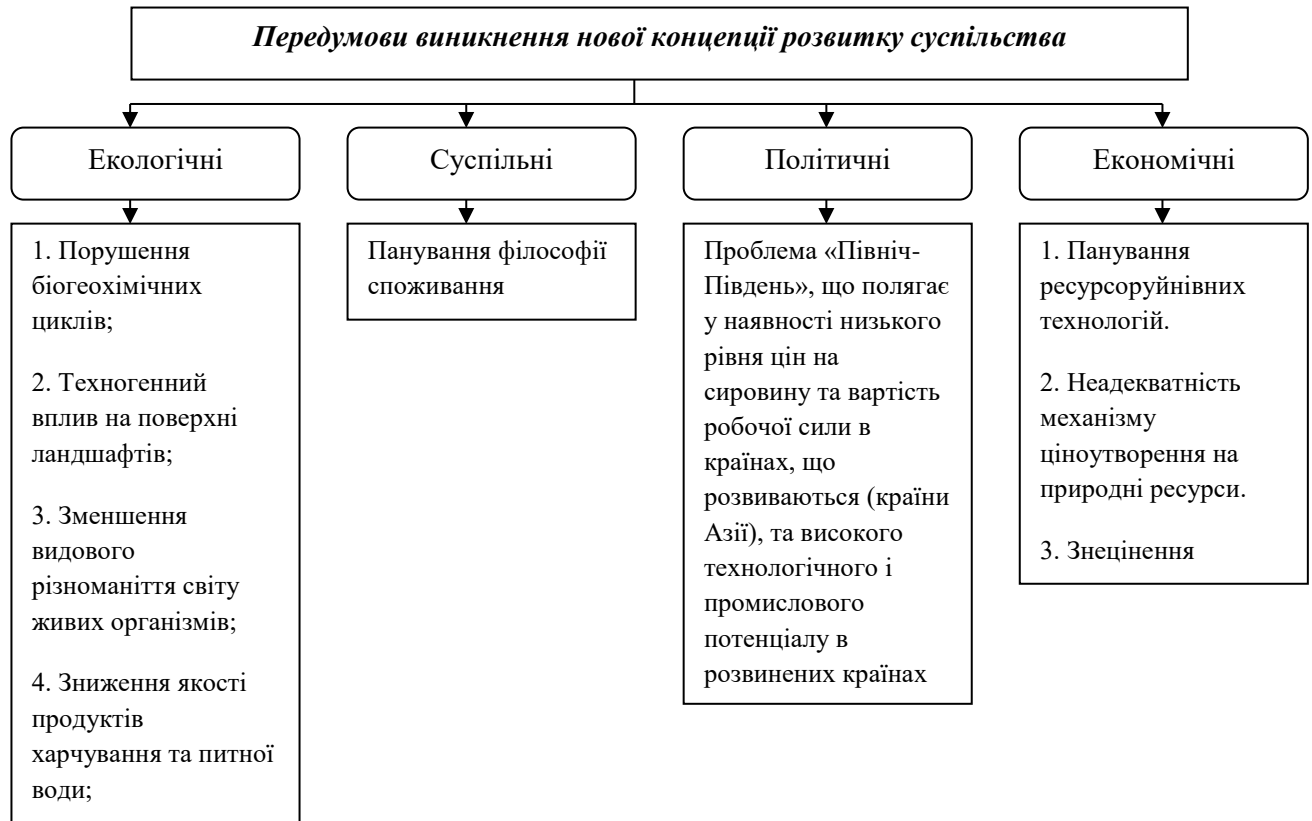 Передумови виникнення нової концепції розвитку суспільства
Екологічні
Суспільні
Політичні
Економічні
1. Порушення
біогеохімічних
циклів;
2. Техногенний
вплив на поверхні
ландшафтів;
3. Зменшення
видового
різноманіття світу
живих організмів;
4. Зниження якості
продуктів
харчування та питної
води;
Панування філософії
споживання
Проблема «Північ-
Південь», що полягає
у наявності низького
рівня цін на
сировину та вартість
робочої сили в
країнах, що
розвиваються (країни
Азії), та високого
технологічного і
промислового
потенціалу в
розвинених країнах
1. Панування
ресурсоруйнівних
технологій.
2. Неадекватність
механізму
ціноутворення на
природні ресурси.
3. Знецінення